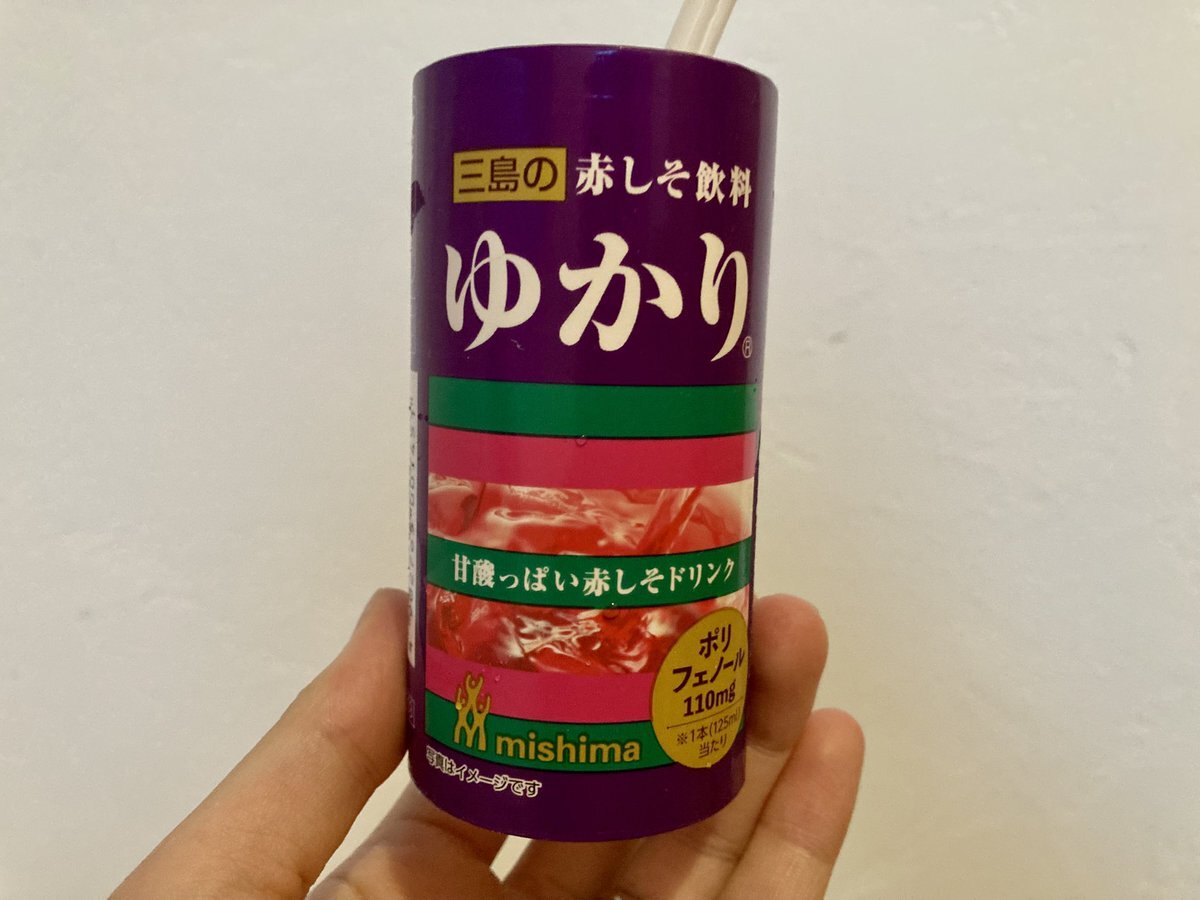 三島の 赤しそ飲料
ゆかり®
甘酸っぱい赤しそドリンク
ポリ
フェノール
110mg
※1本(125ml)
当たり
mishima
写真はイメージです